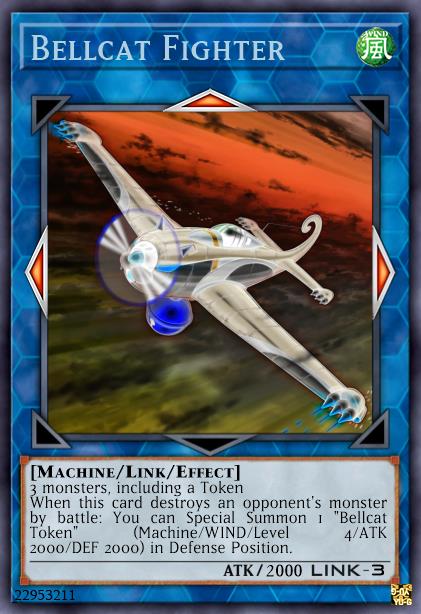 Bellcat Fighter
WIND
風
[Machine/Link/Effect]
3 monsters, including a Token
When this card destroys an opponent's monster
by battle: You can Special Summon 1 "Bellcat
Token" (Machine/WIND/Level 4/ATK
2000/DEF 2000) in Defense Position.
ATK/2000 LINK-3
22953211